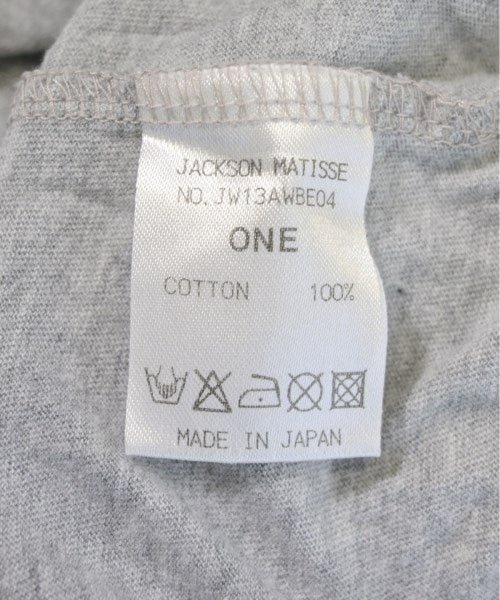 JACKSON MATISSE
NO.JW13AWBE04
ONE
COTTON 100%
MADE IN JAPAN